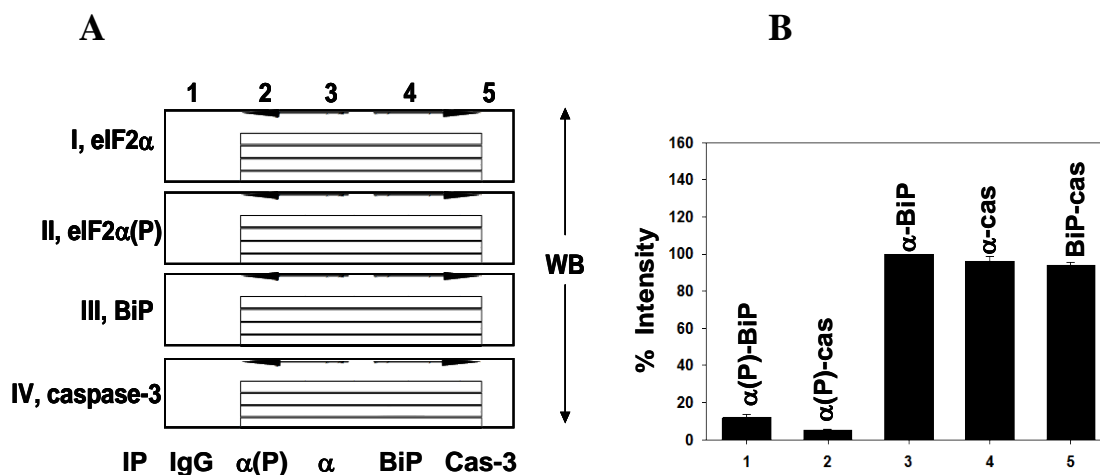 A
B
1 2 3 4 5
I, eIF2α
II, eIF2α(P)
III, BiP
IV, caspase-3
WB
IP IgG α(P) α BiP Cas-3
% Intensity
160
140
120
100
80
60
40
20
0
α(P)-BiP
α(P)-cas
α-BiP
α-cas
BiP-cas
1 2 3 4 5